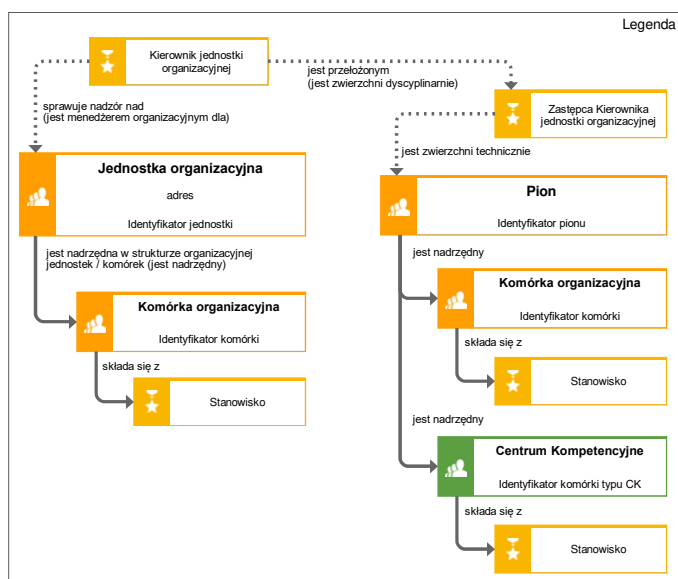 Legenda
Kierownik jednostki
organizacyjnej
jest przełożonym
(jest zwierzchni dyscyplinarnie)
sprawuje nadzór nad
(jest menedżerem organizacyjnym dla)
Zastępca Kierownika
jednostki organizacyjnej
jest zwierzchni technicznie
Jednostka organizacyjna
adres
Identyfikator jednostki
Pion
Identyfikator pionu
jest nadrzędna w strukturze organizacyjnej
jednostek / komórek (jest nadrzędny)
jest nadrzędny
Komórka organizacyjna
Identyfikator komórki
Komórka organizacyjna
Identyfikator komórki
składa się z
Stanowisko
składa się z
Stanowisko
jest nadrzędny
Centrum Kompetencyjne
Identyfikator komórki typu CK
składa się z
Stanowisko